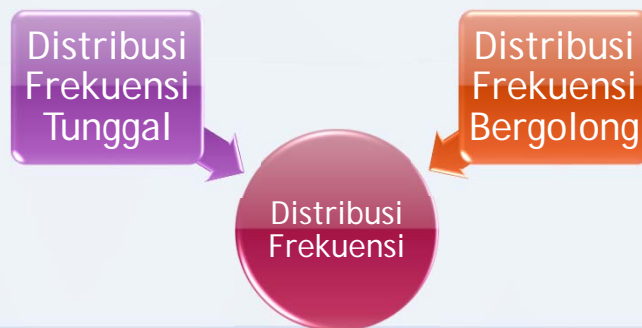 Distribusi
Frekuensi
Tunggal
Distribusi
Frekuensi
Bergolong
Distribusi
Frekuensi